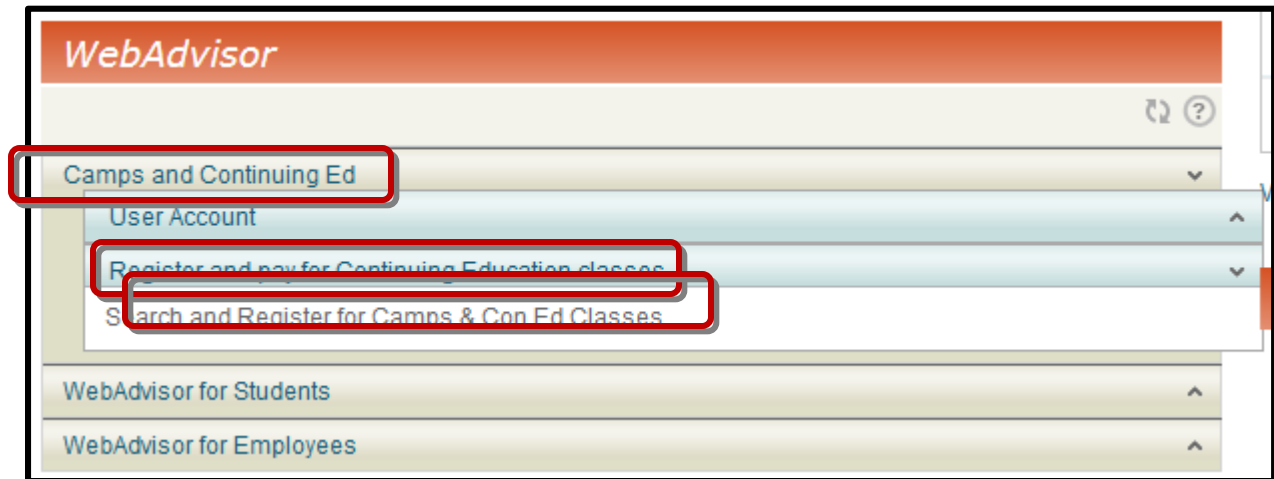 WebAdvisor
Camps and Continuing Ed
User Account
Register and pay for Continuing Education classes
Search and Register for Camps & Con Ed Classes
WebAdvisor for Students
WebAdvisor for Employees